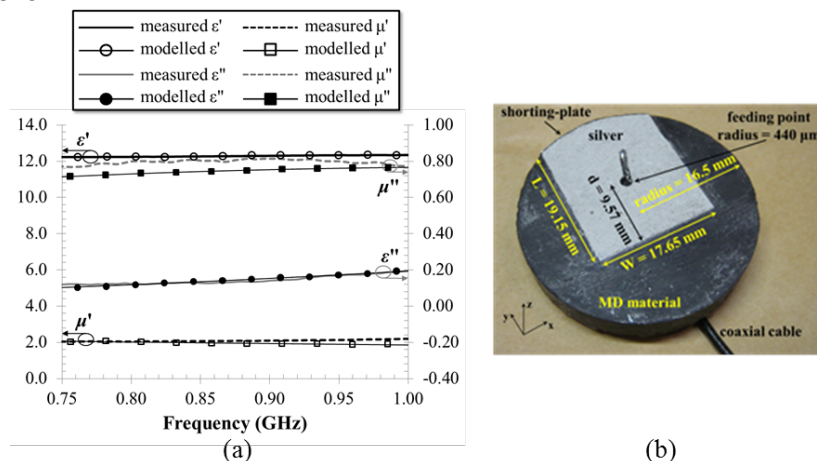 measured ε' measured μ'
modelled ε' modelled μ'
measured ε" measured μ"
modelled ε" modelled μ"
14.0
12.0
10.0
8.0
6.0
4.0
2.0
0.0
1.00
0.80
0.60
0.40
0.20
0.00
-0.20
-0.40
ε'
μ"
ε"
μ'
0.75 0.80 0.85 0.90 0.95 1.00
Frequency (GHz)
(a)
shorting-plate
silver
feeding point
radius = 440 μm
radius = 16.5 mm
d = 9.57 mm
L = 19.15 mm
W = 17.65 mm
MD material
coaxial cable
z
y
x
(b)